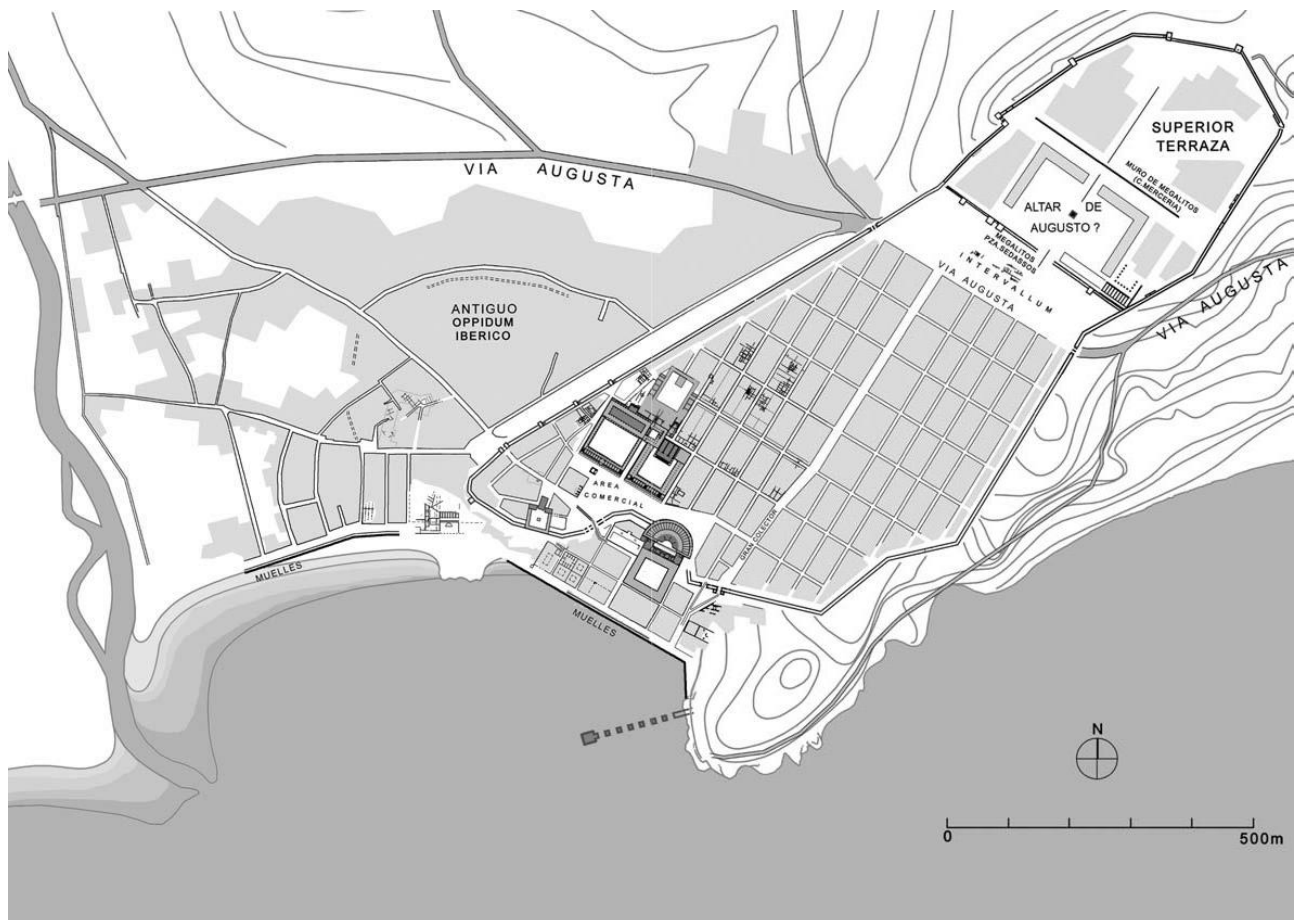 VIA AUGUSTA
SUPERIOR
TERRAZA
MURO DE MEGALITOS
(C.MERCERIA)
ALTAR DE
AUGUSTO ?
MEGALITOS
PZA.SEDASSOS
INTERVALLUM
VIA AUGUSTA
VIA AUGUSTA
ANTIGUO
OPPIDUM
IBERICO
AREA
COMERCIAL
GRAN COLECTOR
MUELLES
MUELLES
N
0 500m